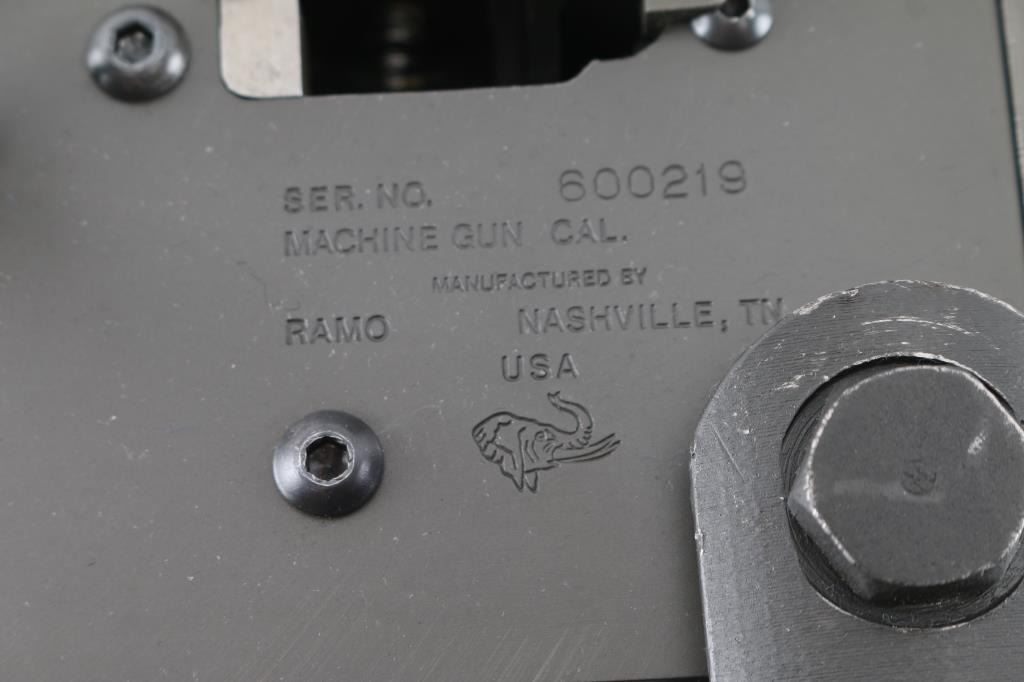 SER. NO. 600219
MACHINE GUN CAL.
MANUFACTURED BY
RAMO NASHVILLE, TN
USA